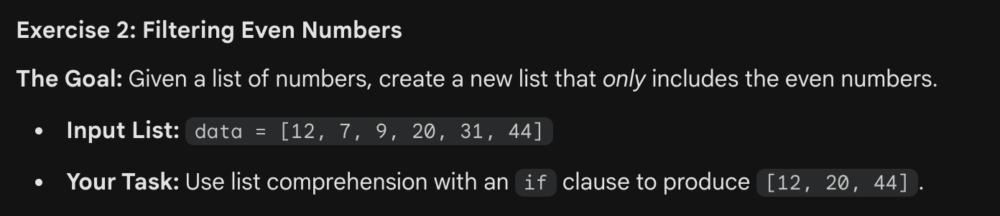 Exercise 2: Filtering Even Numbers
The Goal: Given a list of numbers, create a new list that only includes the even numbers.
• Input List: data = [12, 7, 9, 20, 31, 44]
• Your Task: Use list comprehension with an if clause to produce [12, 20, 44].